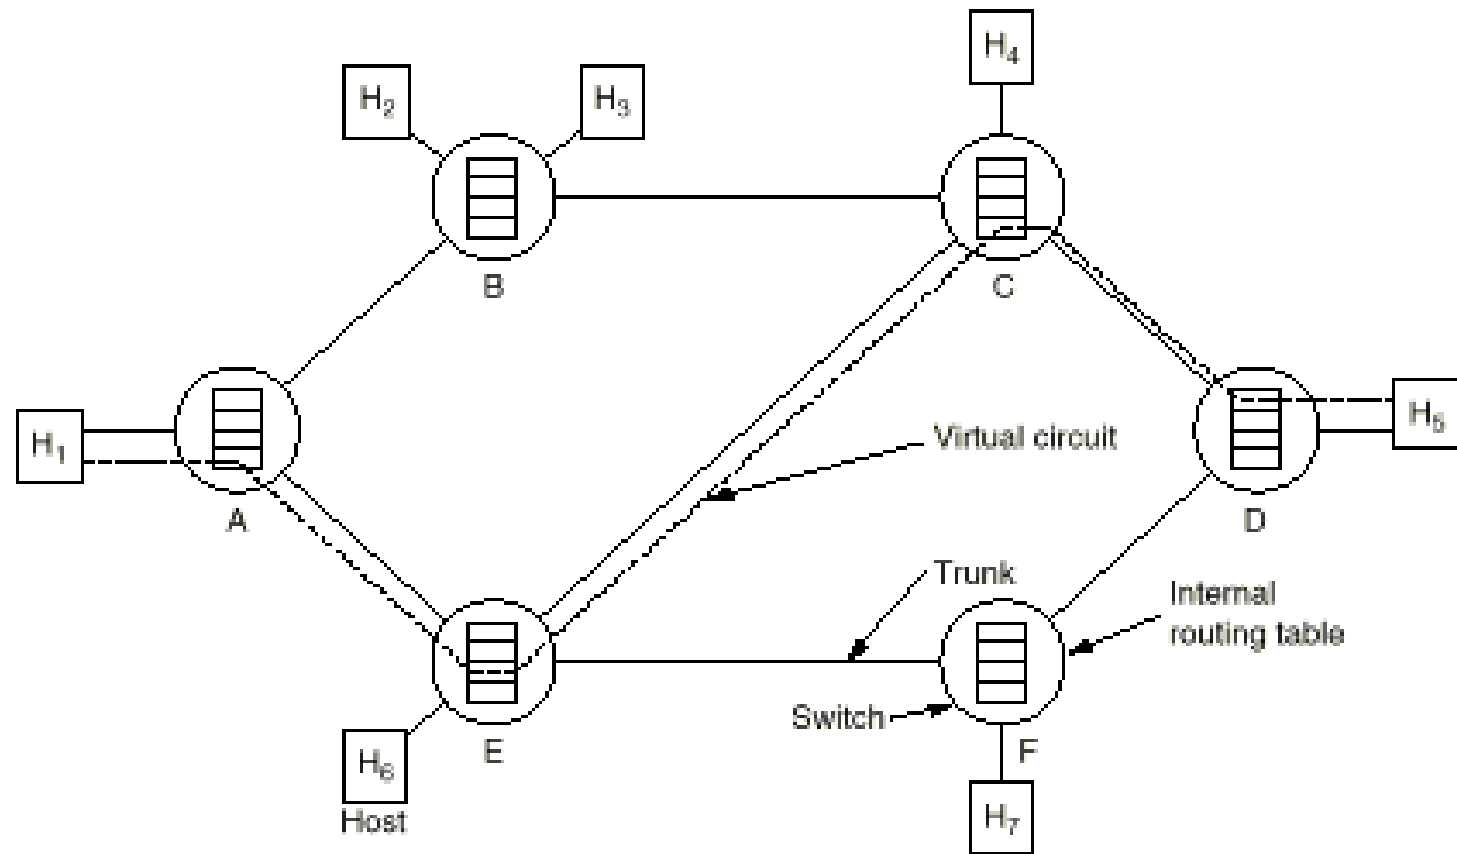 H4
H2
H3
B
C
H1
H5
Virtual circuit
A
D
Trunk
Internal
routing table
Switch
E
F
H6
Host
H7